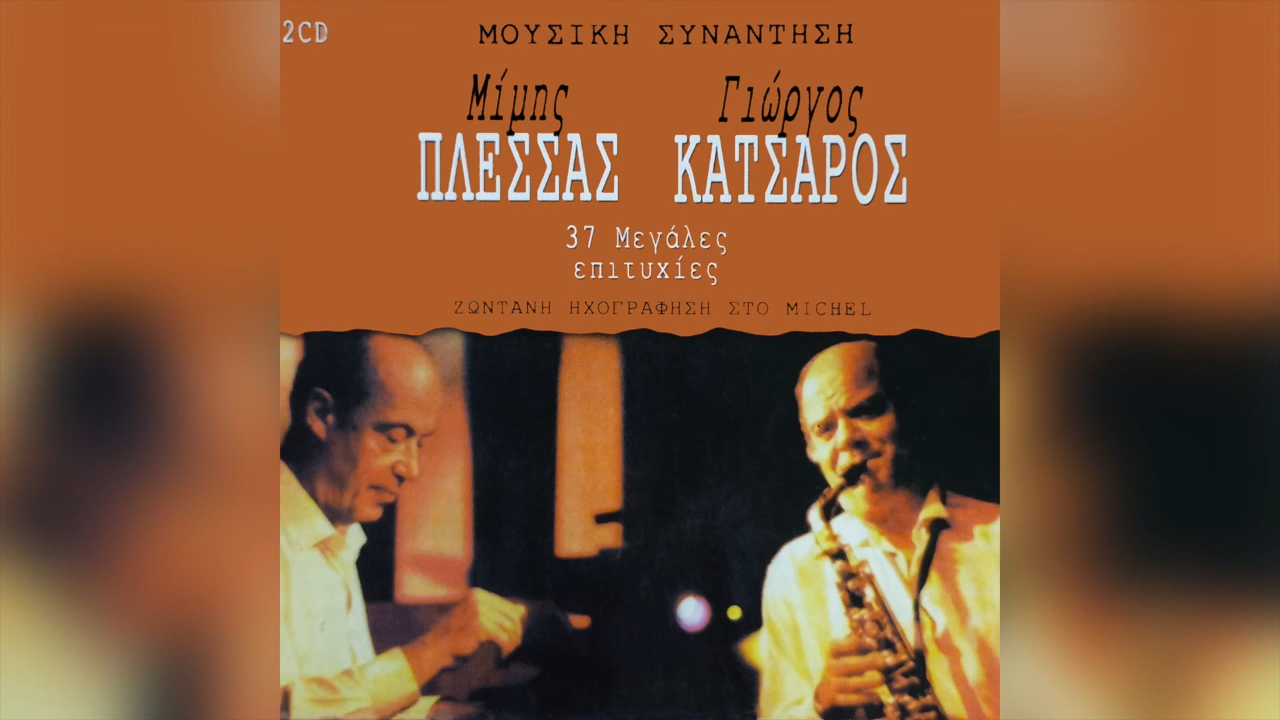 2CD
ΜΟΥΣΙΚΗ ΣΥΝΑΝΤΗΣΗ
Μίμης Γιώργος
ΠΛΕΣΣΑΣ ΚΑΤΣΑΡΟΣ
37 Μεγάλες
επιτυχίες
ΖΩΝΤΑΝΗ ΗΧΟΓΡΑΦΗΣΗ ΣΤΟ MICHEL